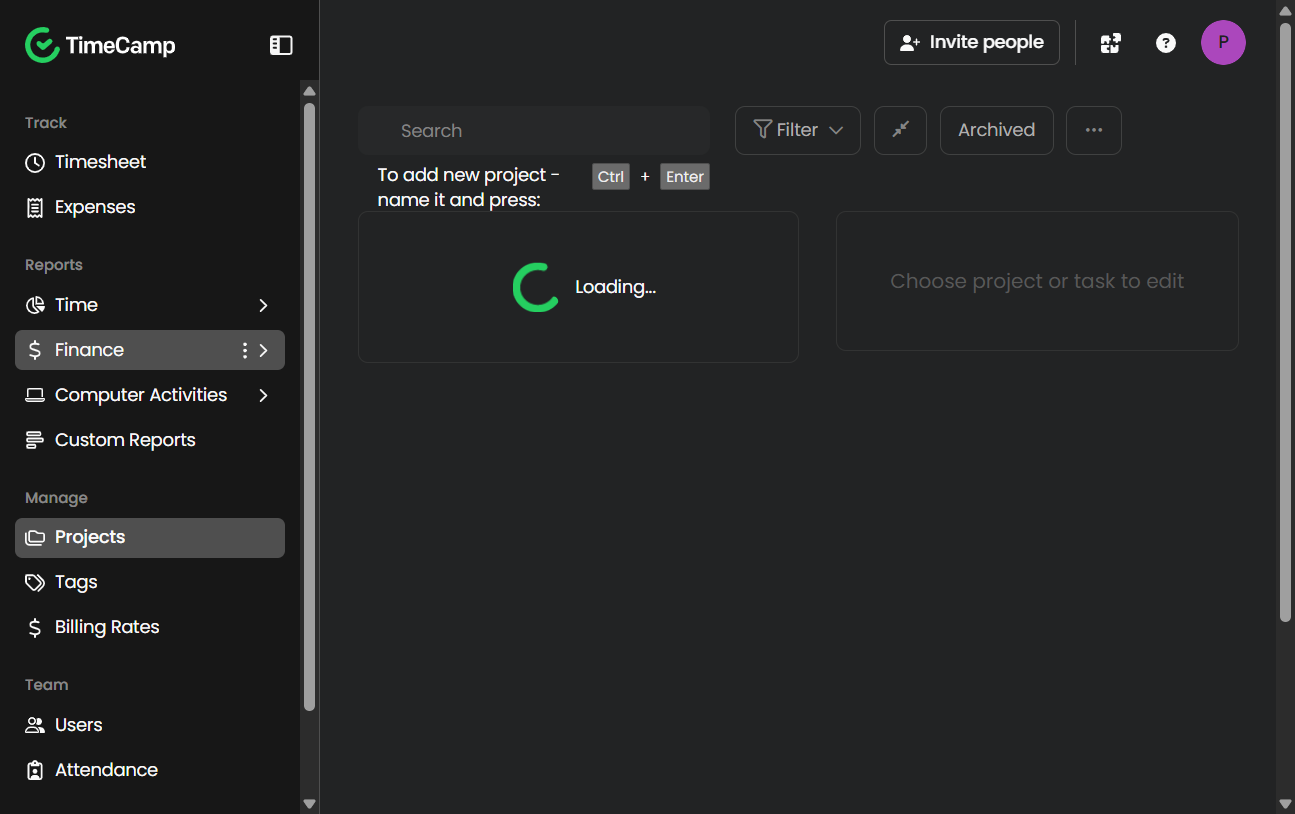 TimeCamp
Invite people
P
Track
Timesheet
Expenses
Reports
Time
Finance
Computer Activities
Custom Reports
Manage
Projects
Tags
Billing Rates
Team
Users
Attendance
Search
Filter
Archived
To add new project -
name it and press:
Ctrl + Enter
Loading...
Choose project or task to edit